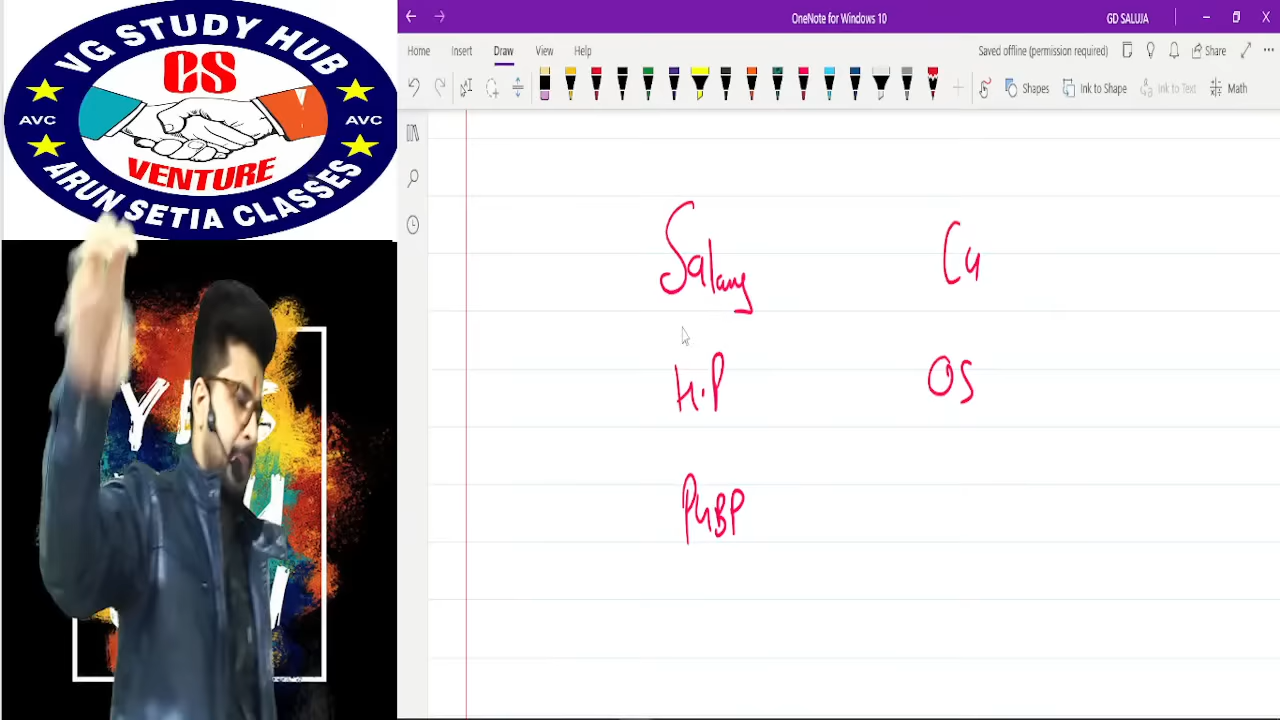 VG STUDY HUB
CS
AVC
AVC
VENTURE
ARUN SETIA CLASSES
YES
OneNote for Windows 10
GD SALUJA
Home Insert Draw View Help
Saved offline (permission required)
Share
Shapes
Ink to Shape
Ink to Text
Math
Salary
CG
H.P
OS
PGBP